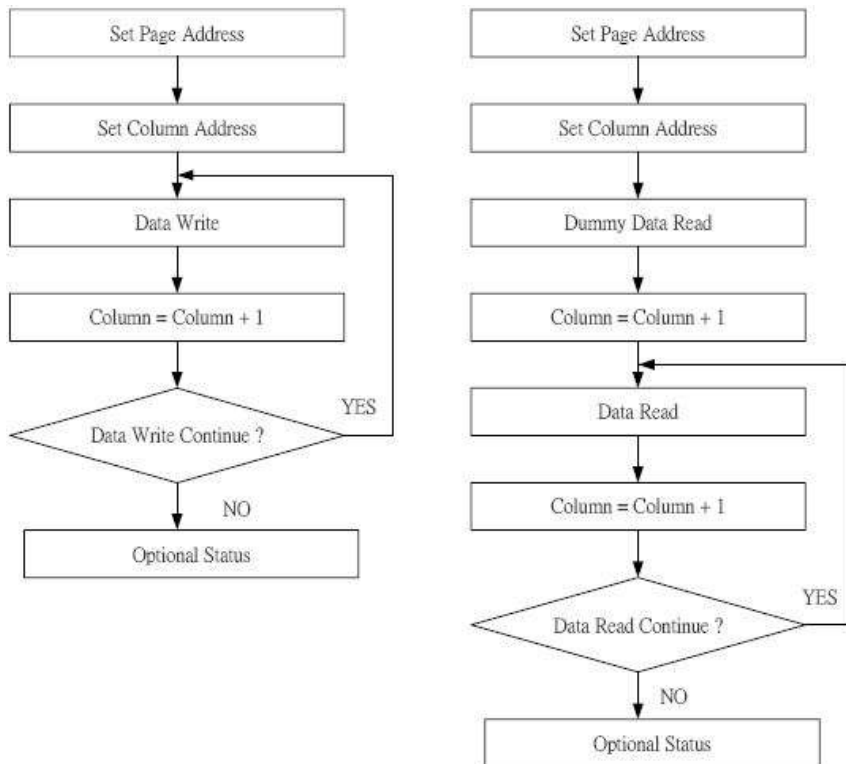 Set Page Address
Set Column Address
Data Write
Column = Column + 1
Data Write Continue ?
YES
NO
Optional Status
Set Page Address
Set Column Address
Dummy Data Read
Column = Column + 1
Data Read
Column = Column + 1
Data Read Continue ?
YES
NO
Optional Status